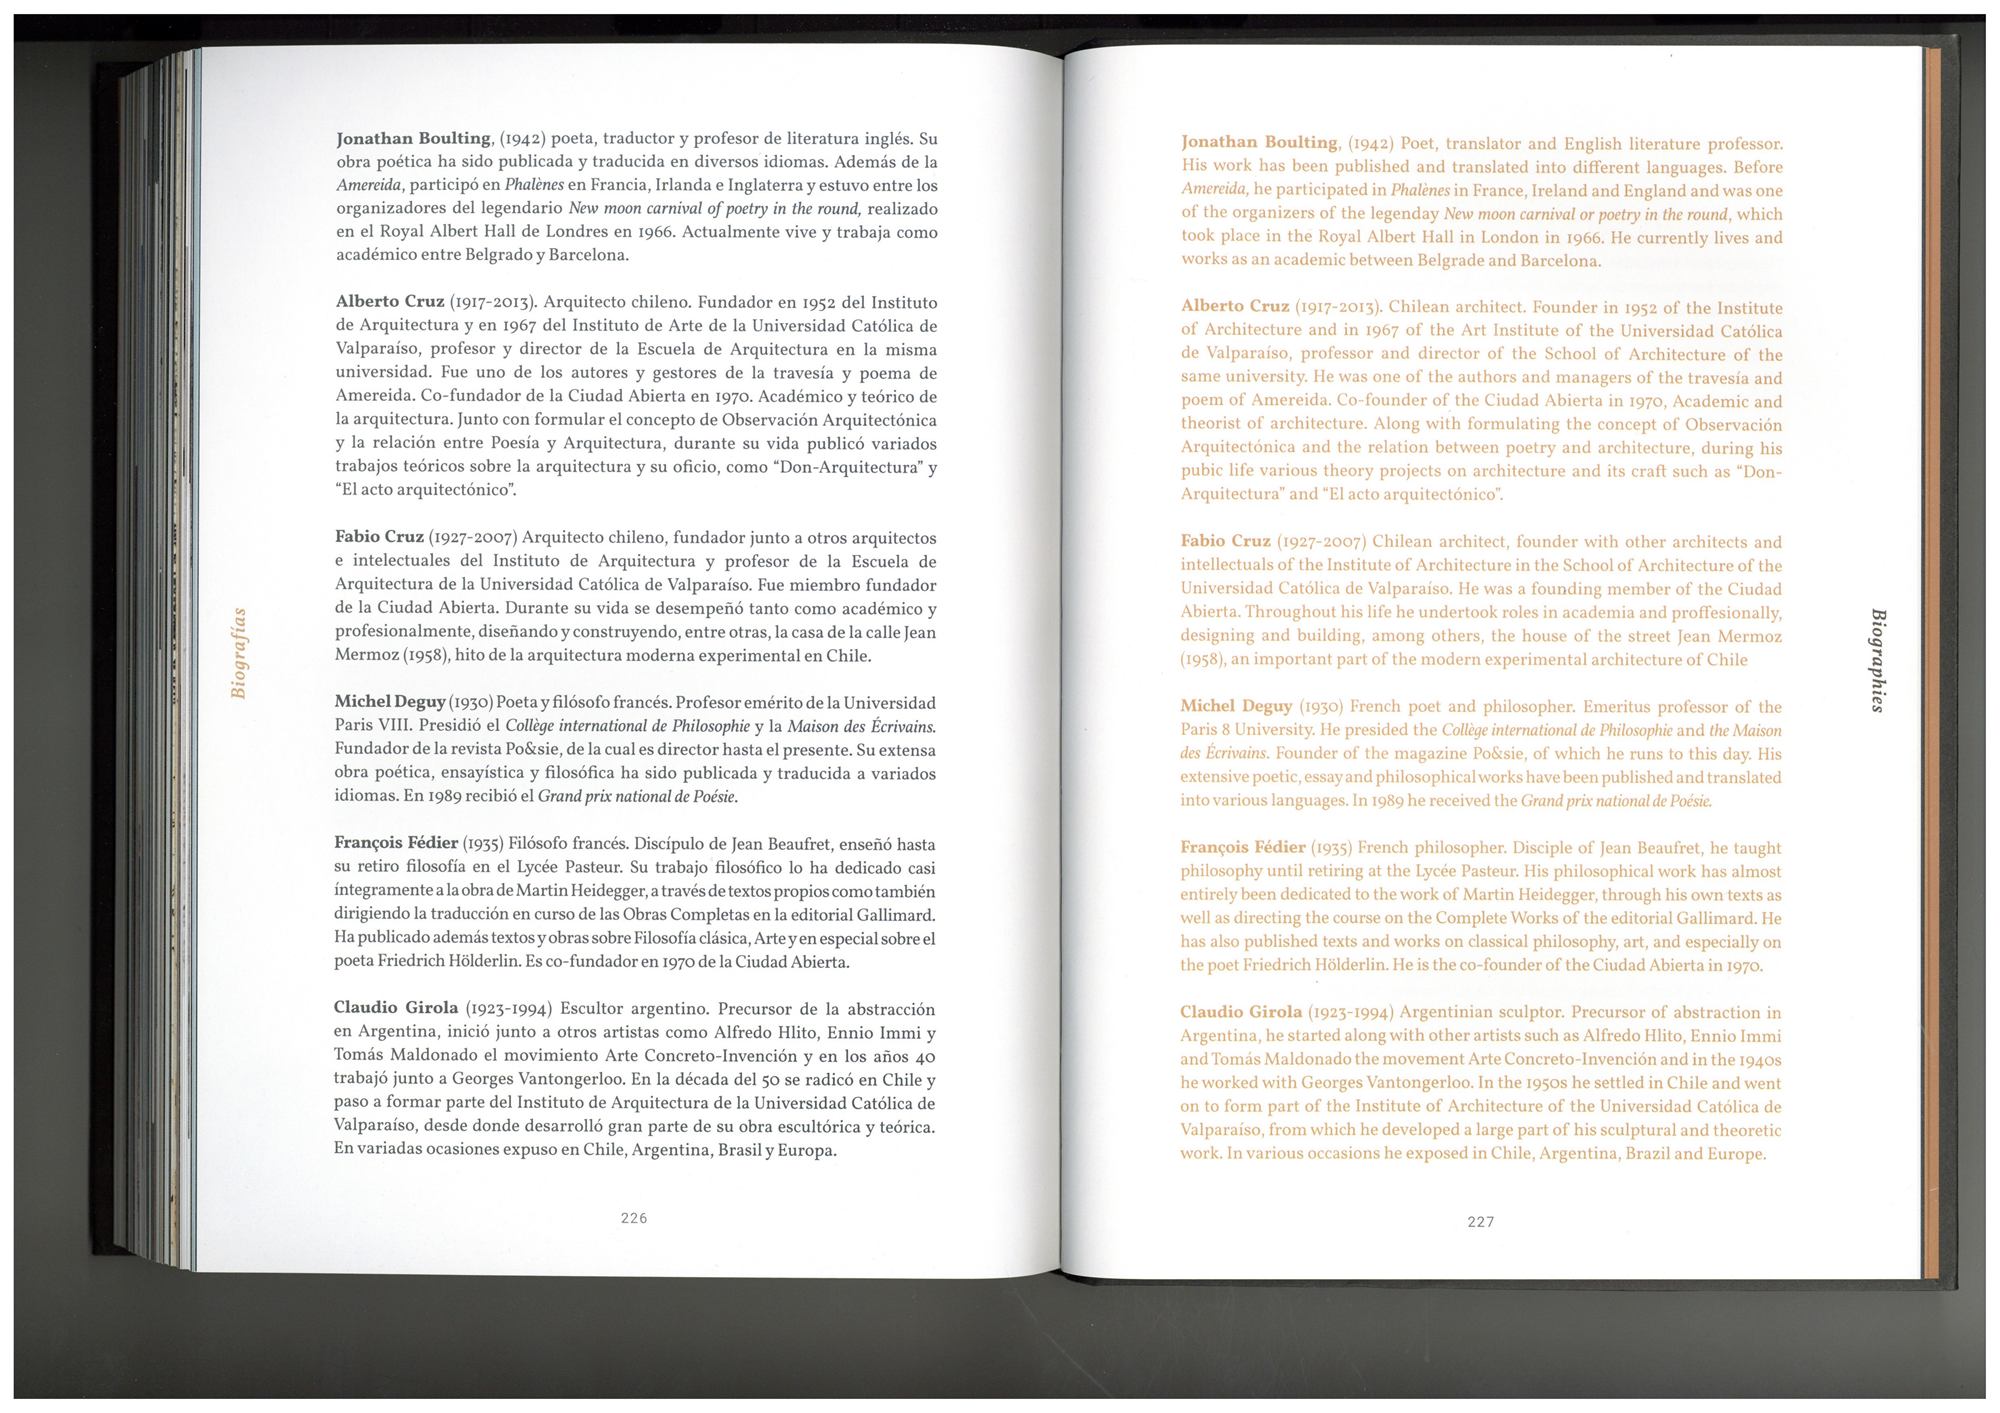 Biografías
Jonathan Boulting, (1942) poeta, traductor y profesor de literatura inglés. Su
obra poética ha sido publicada y traducida en diversos idiomas. Además de la
Amereida, participó en Phalènes en Francia, Irlanda e Inglaterra y estuvo entre los
organizadores del legendario New moon carnival of poetry in the round, realizado
en el Royal Albert Hall de Londres en 1966. Actualmente vive y trabaja como
académico entre Belgrado y Barcelona.
Alberto Cruz (1917-2013). Arquitecto chileno. Fundador en 1952 del Instituto
de Arquitectura y en 1967 del Instituto de Arte de la Universidad Católica de
Valparaíso, profesor y director de la Escuela de Arquitectura en la misma
universidad. Fue uno de los autores y gestores de la travesía y poema de
Amereida. Co-fundador de la Ciudad Abierta en 1970. Académico y teórico de
la arquitectura. Junto con formular el concepto de Observación Arquitectónica
y la relación entre Poesía y Arquitectura, durante su vida publicó variados
trabajos teóricos sobre la arquitectura y su oficio, como “Don-Arquitectura” y
“El acto arquitectónico”.
Fabio Cruz (1927-2007) Arquitecto chileno, fundador junto a otros arquitectos
e intelectuales del Instituto de Arquitectura y profesor de la Escuela de
Arquitectura de la Universidad Católica de Valparaíso. Fue miembro fundador
de la Ciudad Abierta. Durante su vida se desempeñó tanto como académico y
profesionalmente, diseñando y construyendo, entre otras, la casa de la calle Jean
Mermoz (1958), hito de la arquitectura moderna experimental en Chile.
Michel Deguy (1930) Poeta y filósofo francés. Profesor emérito de la Universidad
Paris VIII. Presidió el Collège international de Philosophie y la Maison des Écrivains.
Fundador de la revista Po&sie, de la cual es director hasta el presente. Su extensa
obra poética, ensayística y filosófica ha sido publicada y traducida a variados
idiomas. En 1989 recibió el Grand prix national de Poésie.
François Fédier (1935) Filósofo francés. Discípulo de Jean Beaufret, enseñó hasta
su retiro filosofía en el Lycée Pasteur. Su trabajo filosófico lo ha dedicado casi
íntegramente a la obra de Martin Heidegger, a través de textos propios como también
dirigiendo la traducción en curso de las Obras Completas en la editorial Gallimard.
Ha publicado además textos y obras sobre Filosofía clásica, Arte y en especial sobre el
poeta Friedrich Hölderlin. Es co-fundador en 1970 de la Ciudad Abierta.
Claudio Girola (1923-1994) Escultor argentino. Precursor de la abstracción
en Argentina, inició junto a otros artistas como Alfredo Hlito, Ennio Immi y
Tomás Maldonado el movimiento Arte Concreto-Invención y en los años 40
trabajó junto a Georges Vantongerloo. En la década del 50 se radicó en Chile y
paso a formar parte del Instituto de Arquitectura de la Universidad Católica de
Valparaíso, desde donde desarrolló gran parte de su obra escultórica y teórica.
En variadas ocasiones expuso en Chile, Argentina, Brasil y Europa.
226
Jonathan Boulting, (1942) Poet, translator and English literature professor.
His work has been published and translated into different languages. Before
Amereida, he participated in Phalènes in France, Ireland and England and was one
of the organizers of the legenday New moon carnival or poetry in the round, which
took place in the Royal Albert Hall in London in 1966. He currently lives and
works as an academic between Belgrade and Barcelona.
Alberto Cruz (1917-2013). Chilean architect. Founder in 1952 of the Institute
of Architecture and in 1967 of the Art Institute of the Universidad Católica
de Valparaíso, professor and director of the School of Architecture of the
same university. He was one of the authors and managers of the travesía and
poem of Amereida. Co-founder of the Ciudad Abierta in 1970, Academic and
theorist of architecture. Along with formulating the concept of Observación
Arquitectónica and the relation between poetry and architecture, during his
pubic life various theory projects on architecture and its craft such as “Don-
Arquitectura” and “El acto arquitectónico”.
Fabio Cruz (1927-2007) Chilean architect, founder with other architects and
intellectuals of the Institute of Architecture in the School of Architecture of the
Universidad Católica de Valparaíso. He was a founding member of the Ciudad
Abierta. Throughout his life he undertook roles in academia and proffesionally,
designing and building, among others, the house of the street Jean Mermoz
(1958), an important part of the modern experimental architecture of Chile
Michel Deguy (1930) French poet and philosopher. Emeritus professor of the
Paris 8 University. He presided the Collège international de Philosophie and the Maison
des Écrivains. Founder of the magazine Po&sie, of which he runs to this day. His
extensive poetic, essay and philosophical works have been published and translated
into various languages. In 1989 he received the Grand prix national de Poésie.
François Fédier (1935) French philosopher. Disciple of Jean Beaufret, he taught
philosophy until retiring at the Lycée Pasteur. His philosophical work has almost
entirely been dedicated to the work of Martin Heidegger, through his own texts as
well as directing the course on the Complete Works of the editorial Gallimard. He
has also published texts and works on classical philosophy, art, and especially on
the poet Friedrich Hölderlin. He is the co-founder of the Ciudad Abierta in 1970.
Claudio Girola (1923-1994) Argentinian sculptor. Precursor of abstraction in
Argentina, he started along with other artists such as Alfredo Hlito, Ennio Immi
and Tomás Maldonado the movement Arte Concreto-Invención and in the 1940s
he worked with Georges Vantongerloo. In the 1950s he settled in Chile and went
on to form part of the Institute of Architecture of the Universidad Católica de
Valparaíso, from which he developed a large part of his sculptural and theoretic
work. In various occasions he exposed in Chile, Argentina, Brazil and Europe.
227
Biographies